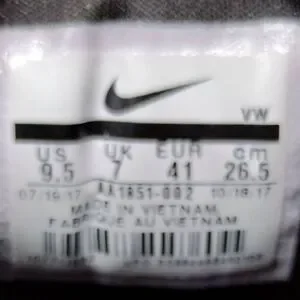 VW
US UK EUR cm
9.5 7 41 26.5
07-19-17 AA1851-002 10-18-17
MADE IN VIETNAM
FABRIQUE AU VIETNAM